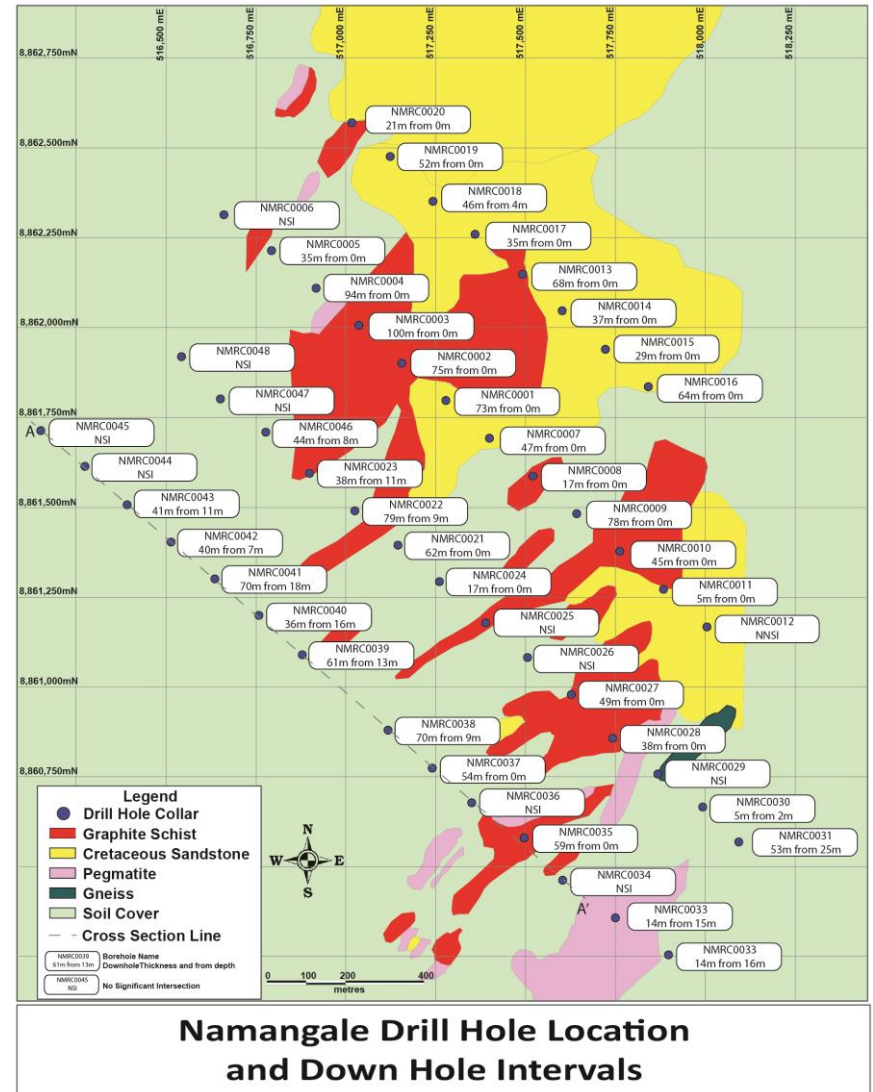 516,500 mE
516,750 mE
517,000 mE
517,250 mE
517,500 mE
517,750 mE
518,000 mE
518,250 mE
8,862,750mN
NMRC0020
21m from 0m
8,862,500mN
NMRC0019
52m from 0m
NMRC0018
46m from 4m
NMRC0006
NSI
NMRC0017
35m from 0m
8,862,250mN
NMRC0005
35m from 0m
NMRC0004
94m from 0m
NMRC0013
68m from 0m
NMRC0014
37m from 0m
8,862,000mN
NMRC0003
100m from 0m
NMRC0015
29m from 0m
NMRC0048
NSI
NMRC0002
75m from 0m
NMRC0016
64m from 0m
NMRC0047
NSI
NMRC0001
73m from 0m
8,861,750mN
A
NMRC0045
NSI
NMRC0046
44m from 8m
NMRC0007
47m from 0m
NMRC0044
NSI
NMRC0023
38m from 11m
NMRC0008
17m from 0m
8,861,500mN
NMRC0043
41m from 11m
NMRC0022
79m from 9m
NMRC0009
78m from 0m
NMRC0042
40m from 7m
NMRC0021
62m from 0m
NMRC0010
45m from 0m
8,861,250mN
NMRC0041
70m from 18m
NMRC0024
17m from 0m
NMRC0011
5m from 0m
NMRC0040
36m from 16m
NMRC0025
NSI
NMRC0012
NNSI
NMRC0039
61m from 13m
NMRC0026
NSI
8,861,000mN
NMRC0027
49m from 0m
NMRC0038
70m from 9m
NMRC0028
38m from 0m
8,860,750mN
NMRC0037
54m from 0m
NMRC0029
NSI
NMRC0036
NSI
NMRC0030
5m from 2m
NMRC0035
59m from 0m
NMRC0031
53m from 25m
NMRC0034
NSI
A'
NMRC0033
14m from 15m
NMRC0033
14m from 16m
Legend
Drill Hole Collar
Graphite Schist
Cretaceous Sandstone
Pegmatite
Gneiss
Soil Cover
Cross Section Line
NMRC0039
61m from 13m
Borehole Name
DownholeThickness and from depth
NMRC0045
NSI
No Significant Intersection
N
W
E
S
0 100 200 400
metres
Namangale Drill Hole Location
and Down Hole Intervals